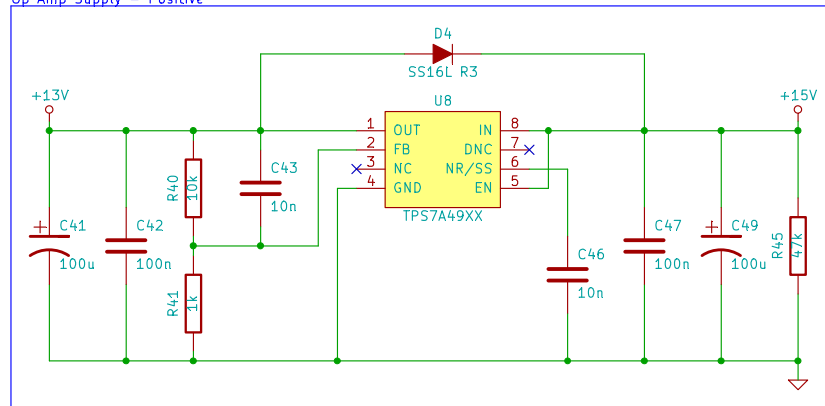 Op Amp Supply – Positive
D4
SS16L R3
+13V
+15V
U8
1 OUT IN 8
2 FB DNC 7
3 NC NR/SS 6
4 GND EN 5
TPS7A49XX
R40
10k
C43
10n
C41
100u
C42
100n
R41
1k
C46
10n
C47
100n
C49
100u
R45
47k